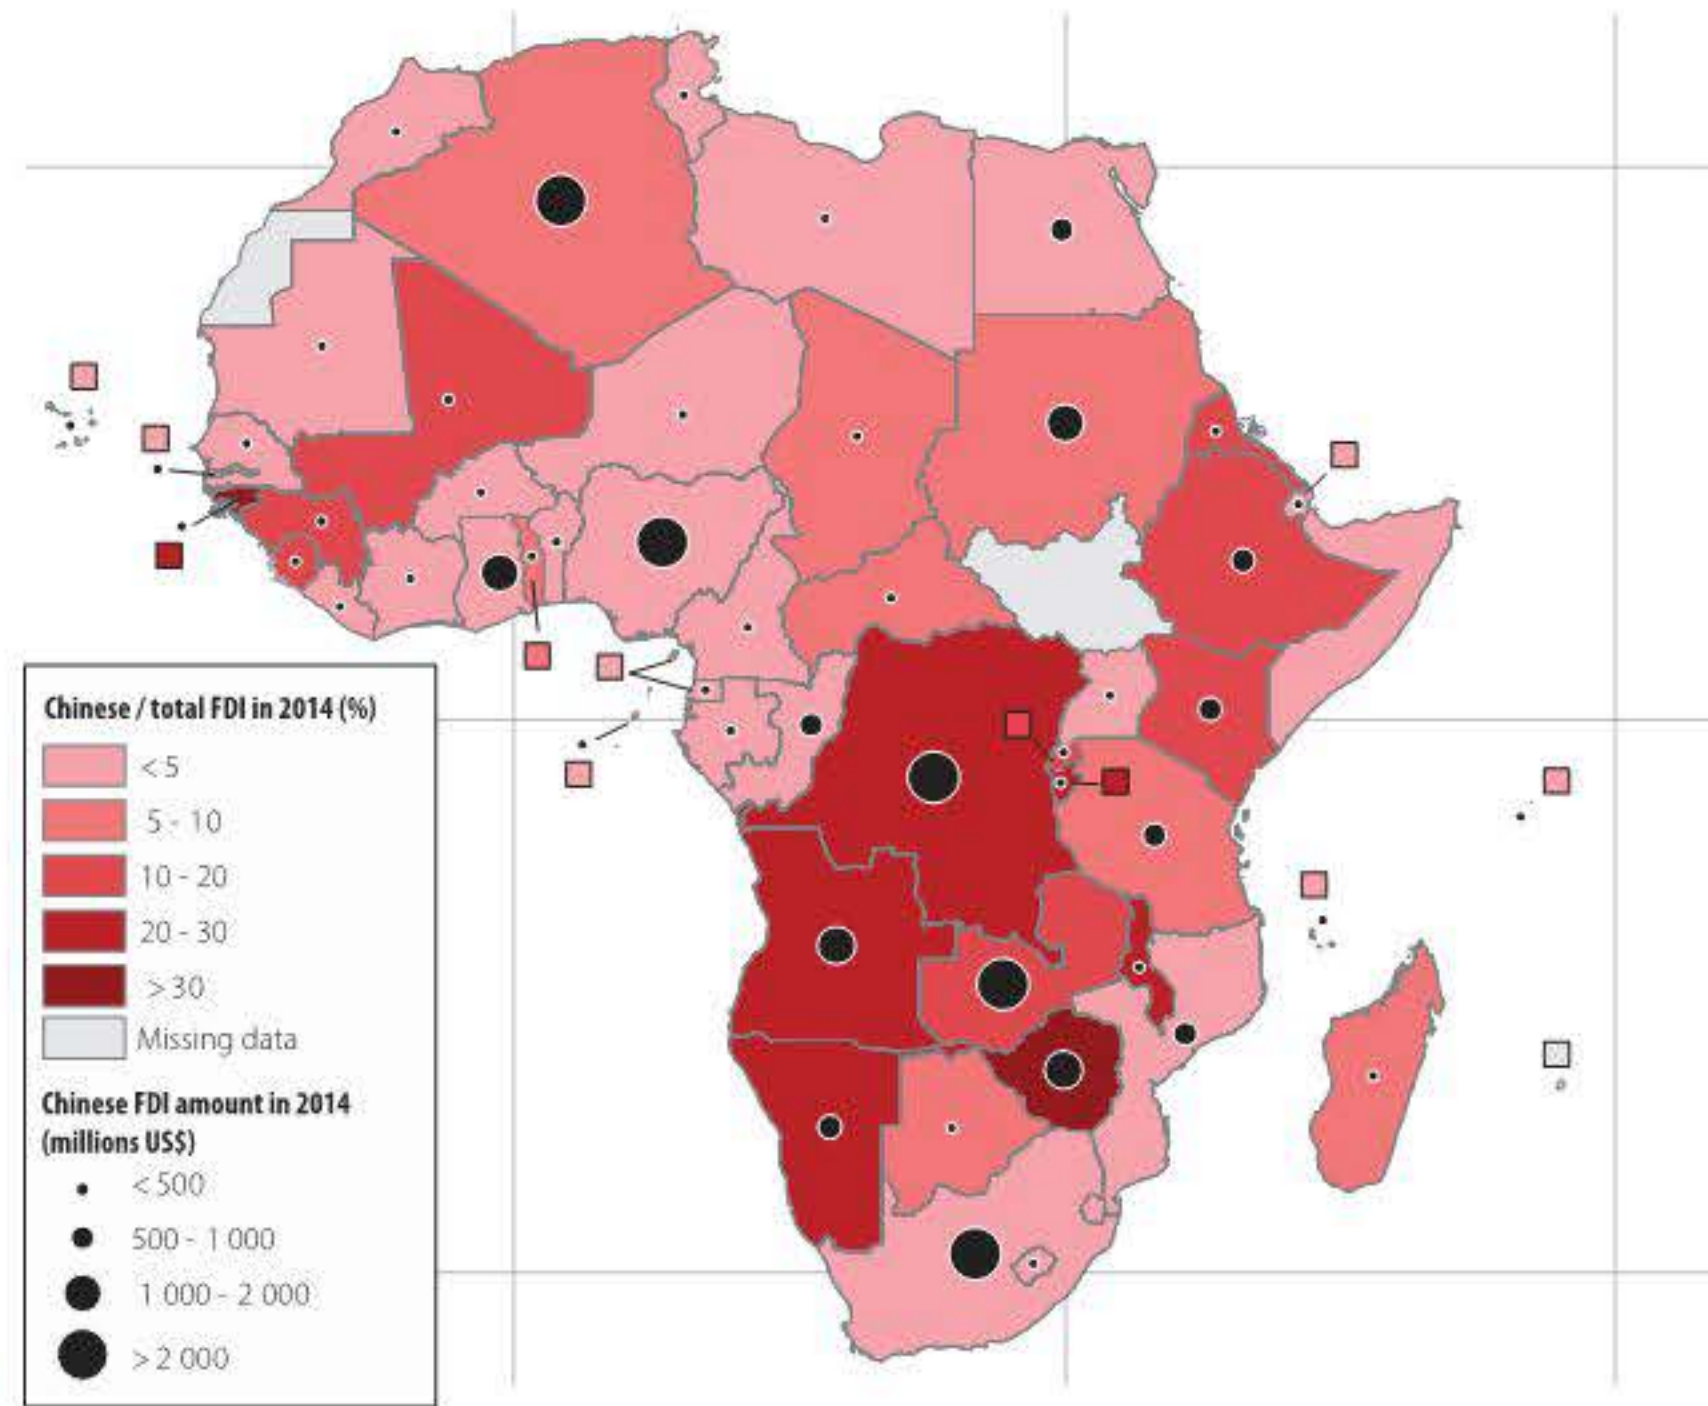 Chinese / total FDI in 2014 (%)
< 5
5 - 10
10 - 20
20 - 30
> 30
Missing data
Chinese FDI amount in 2014
(millions US$)
< 500
500 - 1 000
1 000 - 2 000
> 2 000